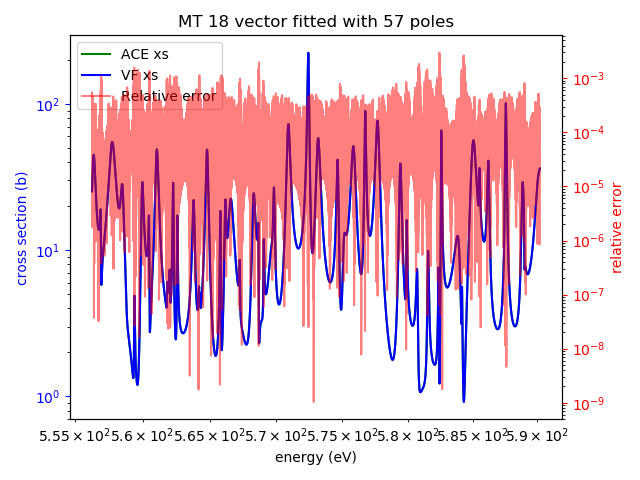 MT 18 vector fitted with 57 poles
ACE xs
VF xs
Relative error
cross section (b)
10²
10¹
10⁰
relative error
10⁻³
10⁻⁴
10⁻⁵
10⁻⁶
10⁻⁷
10⁻⁸
10⁻⁹
5.55 × 10² 5.6 × 10² 5.65 × 10² 5.7 × 10² 5.75 × 10² 5.8 × 10² 5.85 × 10² 5.9 × 10²
energy (eV)